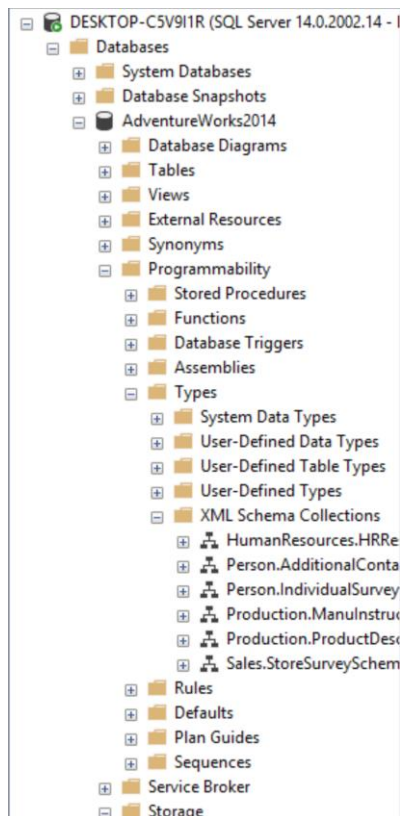 DESKTOP-C5V9I1R (SQL Server 14.0.2002.14 -
Databases
System Databases
Database Snapshots
AdventureWorks2014
Database Diagrams
Tables
Views
External Resources
Synonyms
Programmability
Stored Procedures
Functions
Database Triggers
Assemblies
Types
System Data Types
User-Defined Data Types
User-Defined Table Types
User-Defined Types
XML Schema Collections
HumanResources.HRRe
Person.AdditionalConta
Person.IndividualSurvey
Production.ManuInstruc
Production.ProductDesc
Sales.StoreSurveySchem
Rules
Defaults
Plan Guides
Sequences
Service Broker
Storage